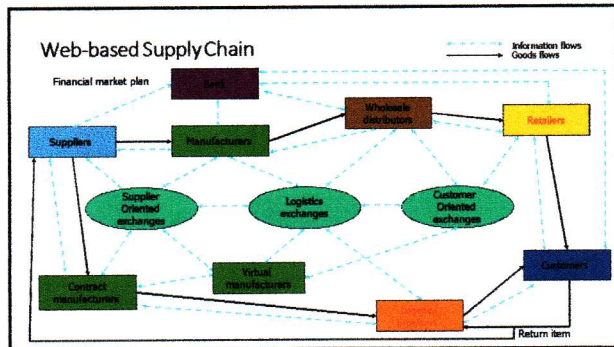 Web-based Supply Chain
Information flows
Goods flows
Financial market plan
Bank
Wholesale
distributors
Retailers
Suppliers
Manufacturers
Supplier
Oriented
exchanges
Logistics
exchanges
Customer
Oriented exchanges
Virtual
manufacturers
Customers
Contract
manufacturers
Return item